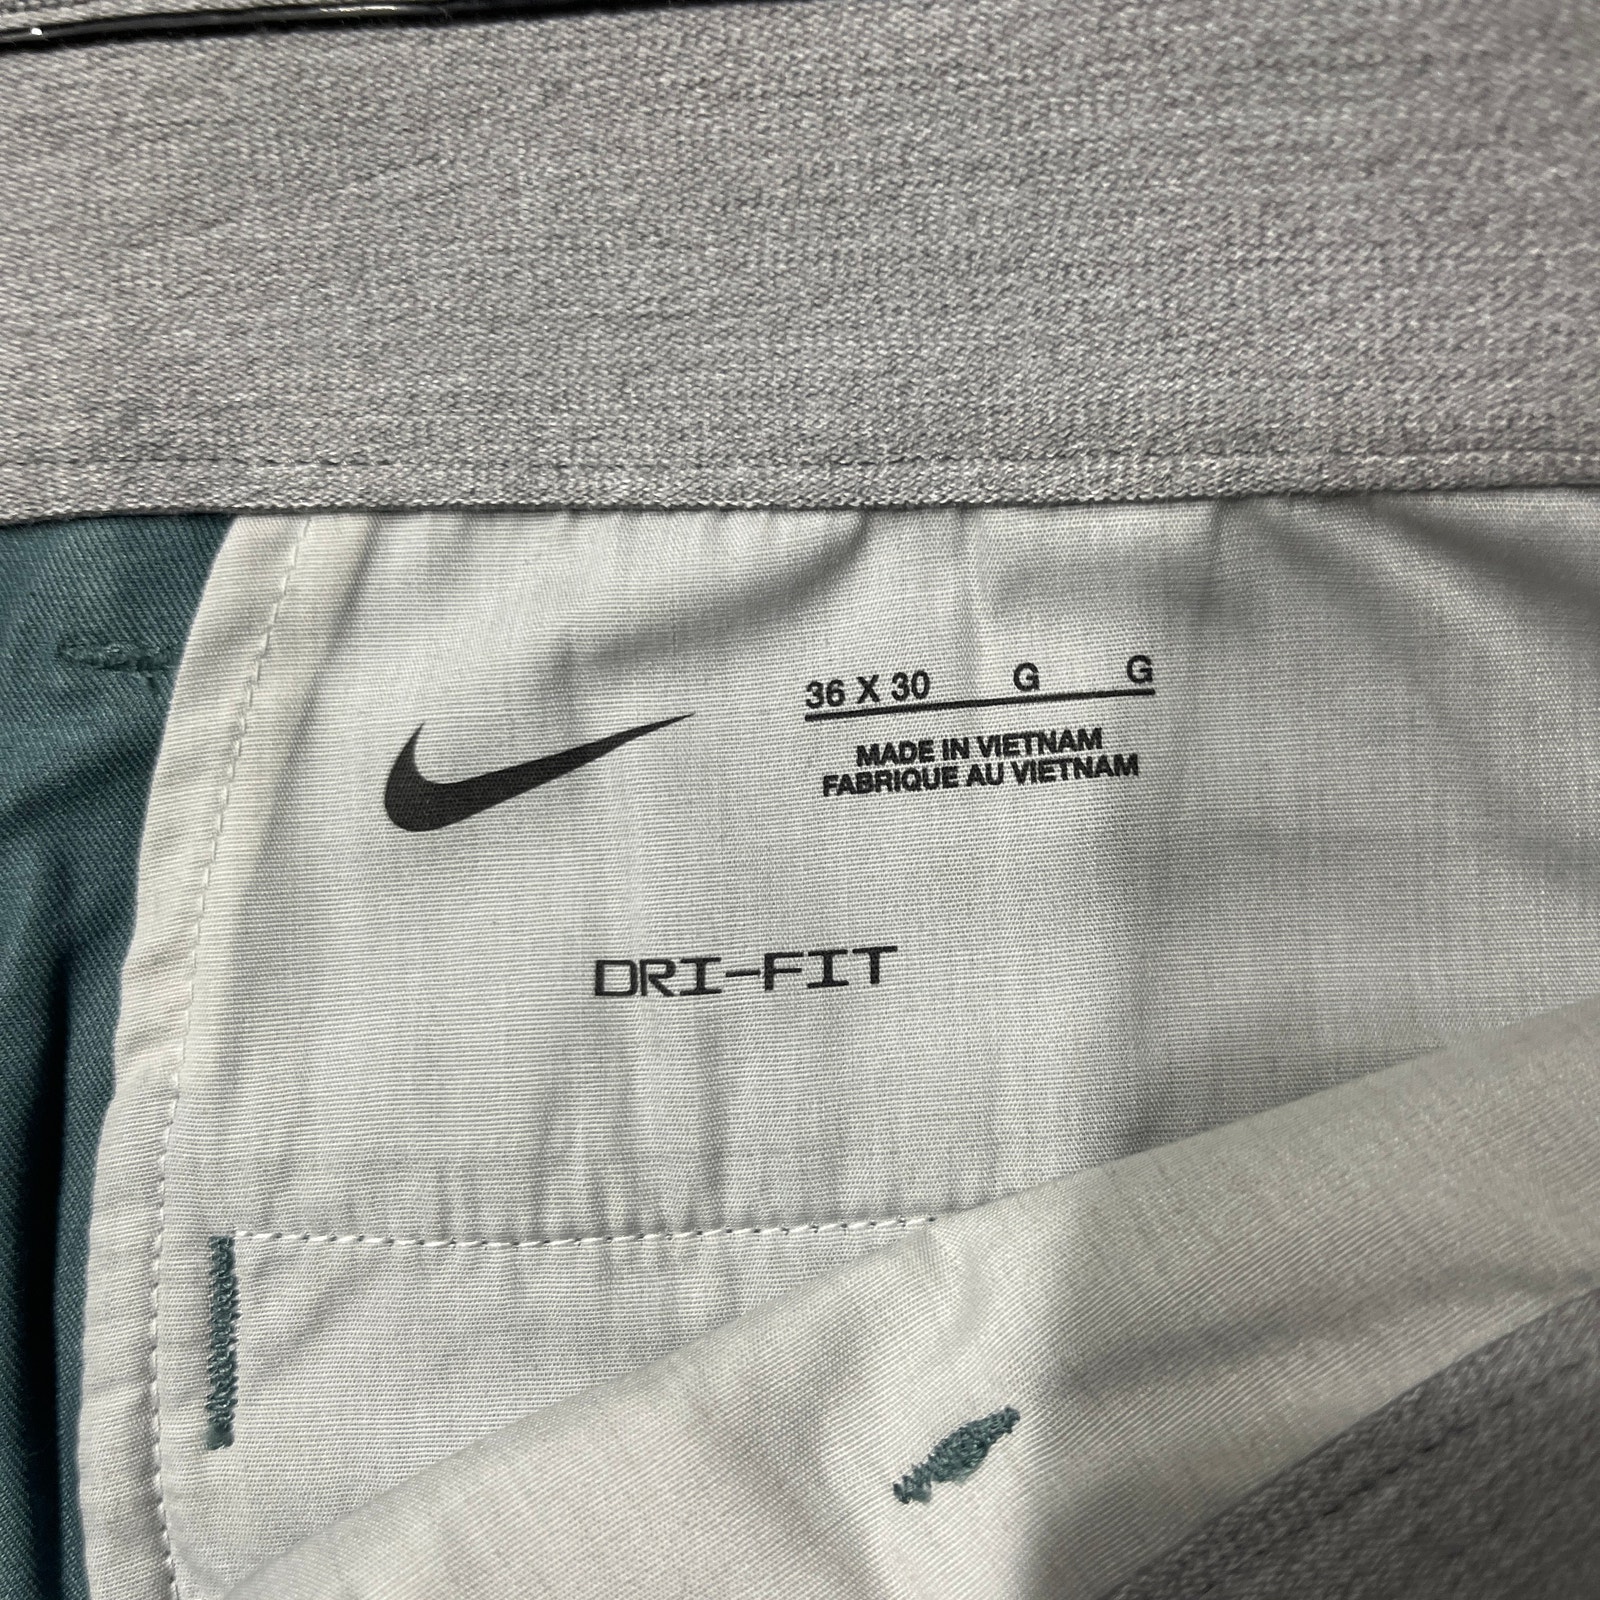 36 X 30 G G
MADE IN VIETNAM
FABRIQUE AU VIETNAM
DRI-FIT